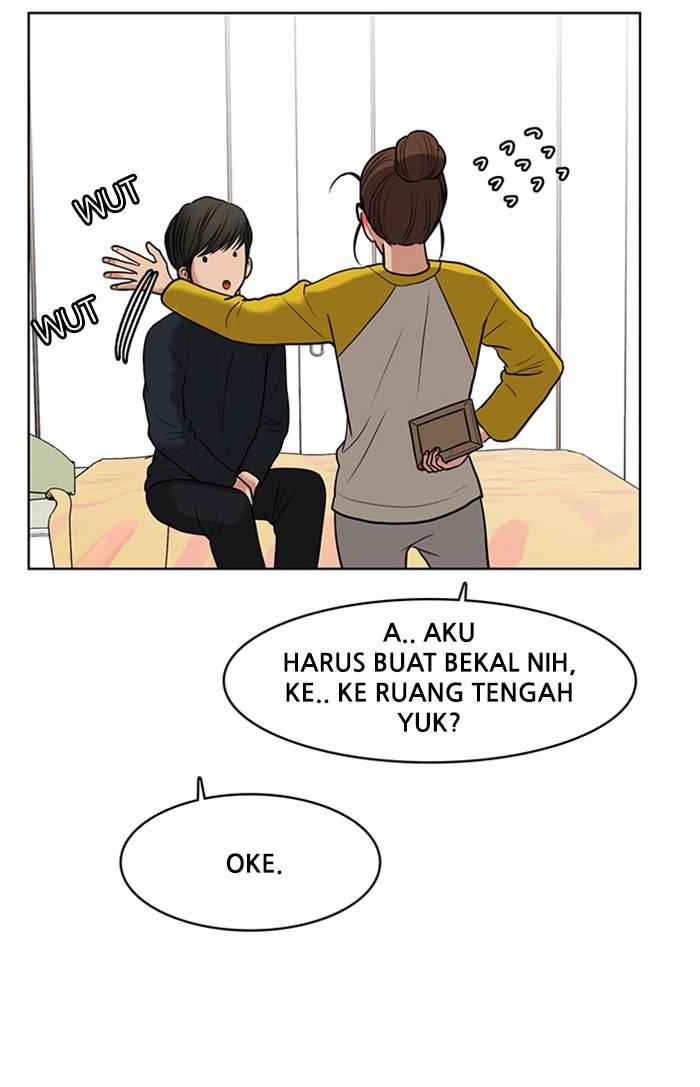 WUT
WUT
A.. AKU
HARUS BUAT BEKAL NIH,
KE.. KE RUANG TENGAH
YUK?
OKE.